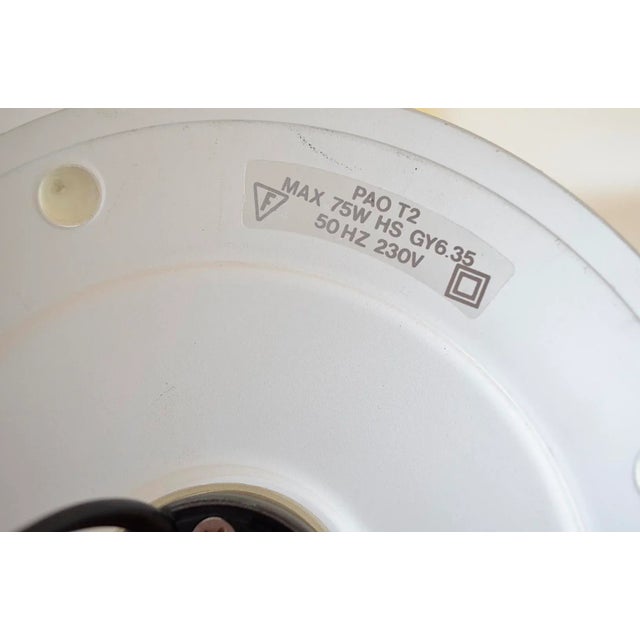 PAO T2
F MAX 75W HS GY6.35
50 HZ 230V